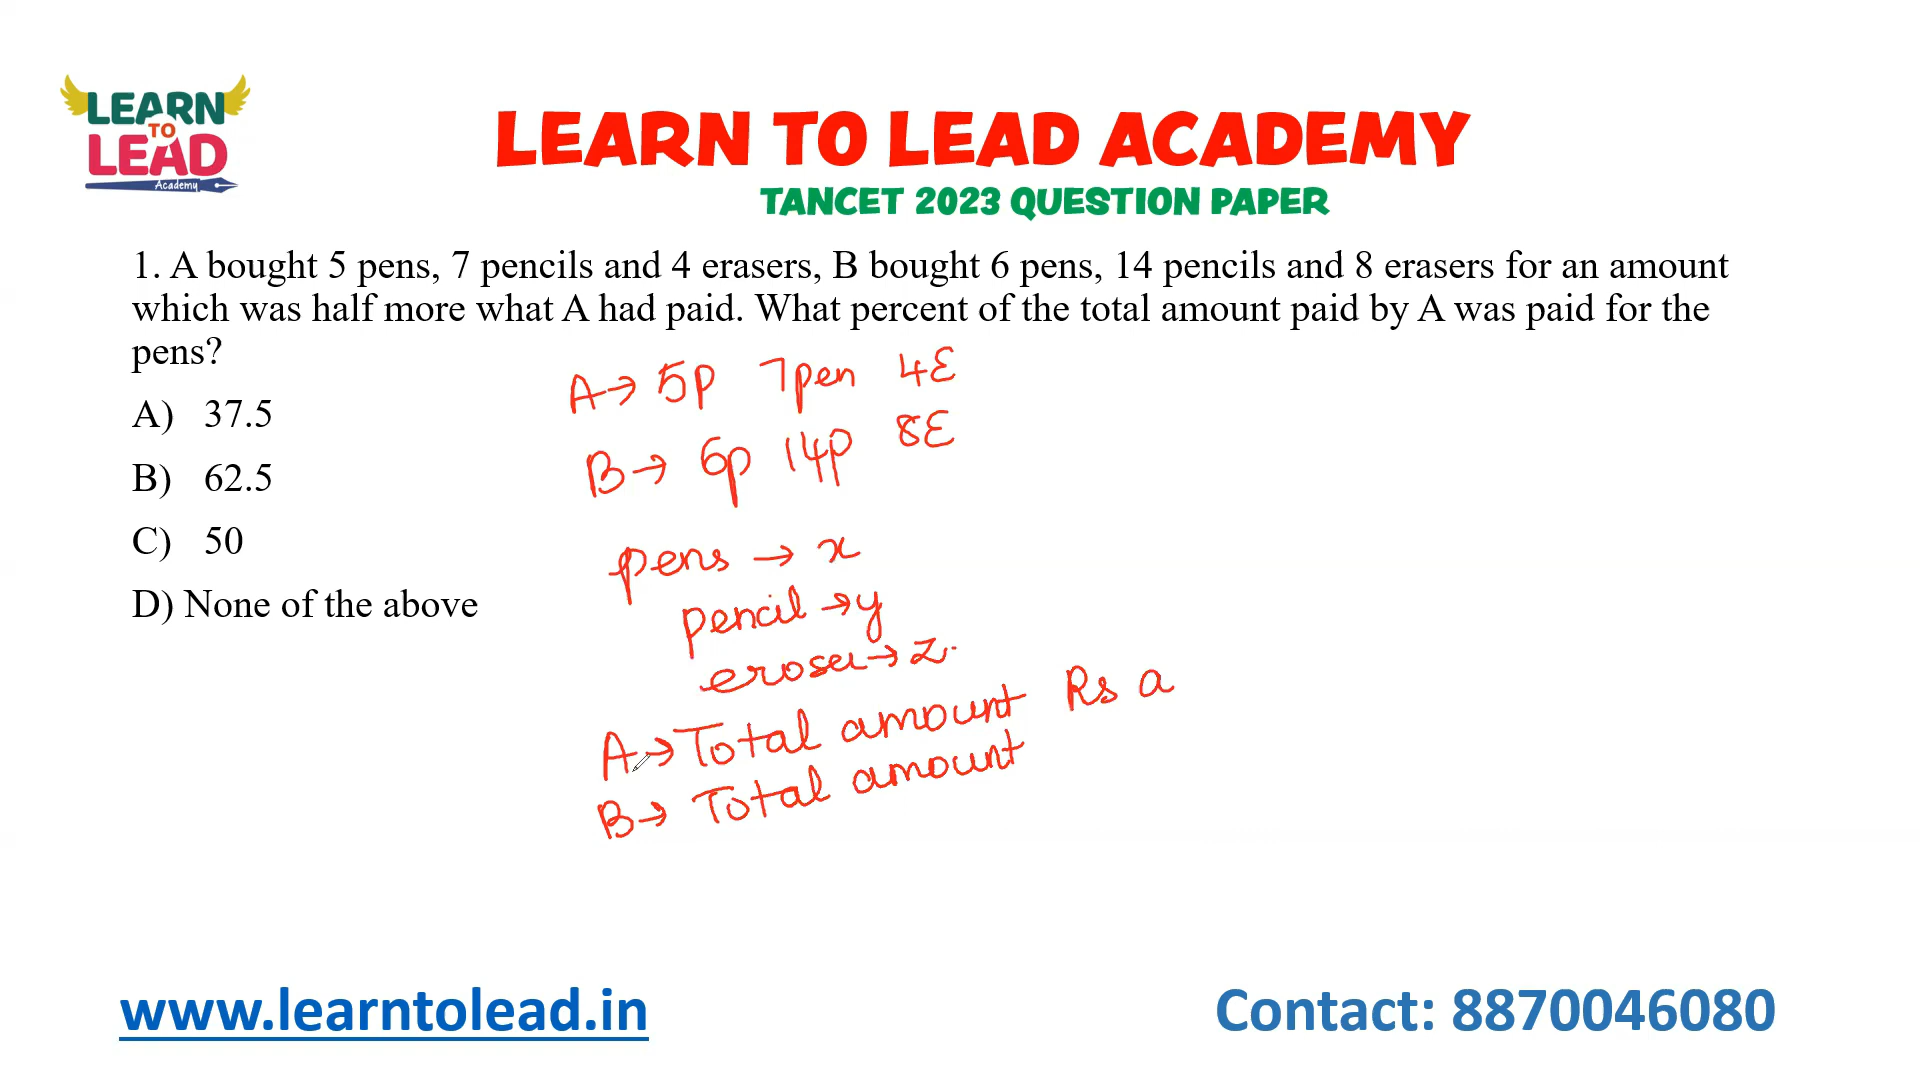 LEARN
TO
LEAD
Academy
LEARN TO LEAD ACADEMY
TANCET 2023 QUESTION PAPER
1. A bought 5 pens, 7 pencils and 4 erasers, B bought 6 pens, 14 pencils and 8 erasers for an amount
which was half more what A had paid. What percent of the total amount paid by A was paid for the
pens?
A) 37.5
B) 62.5
C) 50
D) None of the above
A→ 5p 7pen 4E
B→ 6p 14p 8E
pens → x
pencil → y
eroser → z.
A→ Total amount Rs a
B→ Total amount
www.learntolead.in
Contact: 8870046080